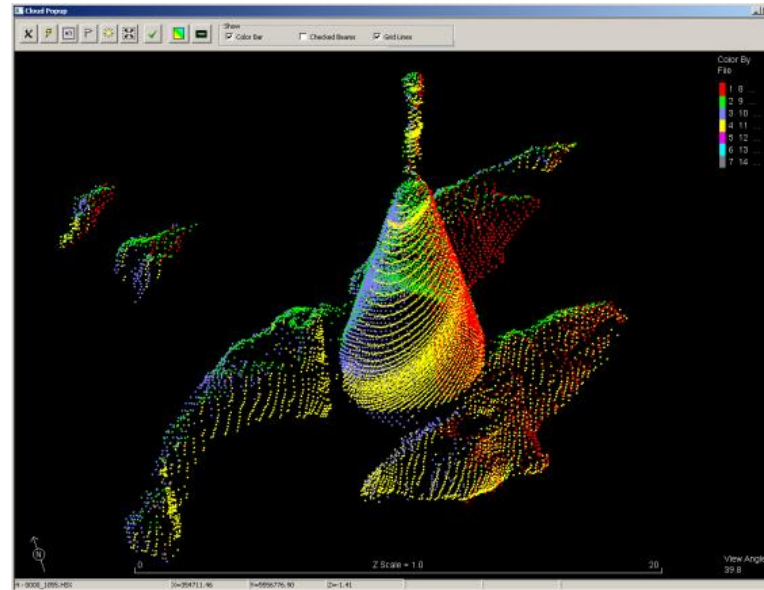 Cloud Popup
Show
Color Bar
Checked Beams
Grid Lines
Color By
File
1 8 ...
2 9 ...
3 10 ...
4 11 ...
5 12 ...
6 13 ...
7 14 ...
N
0 Z Scale = 1.0 20
View Angle
39.8
X=354711.46 Y=5956776.90 Z=-1.41